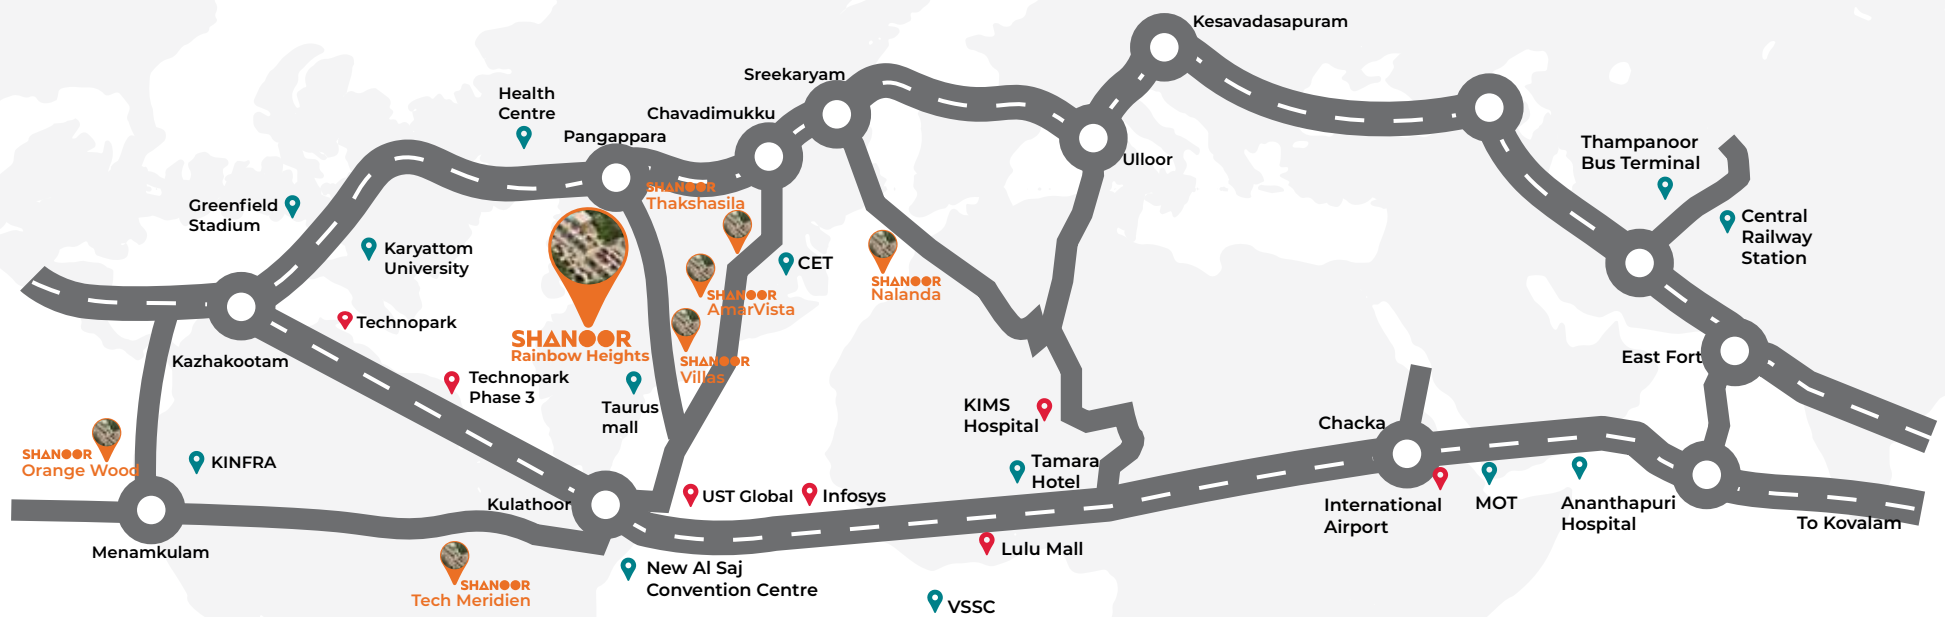 Kesavadasapuram
Sreekaryam
Health
Centre
Chavadimukku
Pangappara
Ulloor
Thampanoor
Bus Terminal
Greenfield
Stadium
SHANOOR
Thakshasila
Central
Railway
Station
Karyattom
University
CET
SHANOOR
Nalanda
SHANOOR
AmarVista
Technopark
SHANOOR
Rainbow Heights
Kazhakootam
SHANOOR
Villas
East Fort
Technopark
Phase 3
Taurus
mall
KIMS
Hospital
Chacka
SHANOOR
Orange Wood
KINFRA
Tamara
Hotel
Kulathoor
UST Global
Infosys
International
Airport
MOT
Ananthapuri
Hospital
To Kovalam
Menamkulam
Lulu Mall
SHANOOR
Tech Meridien
New Al Saj
Convention Centre
VSSC